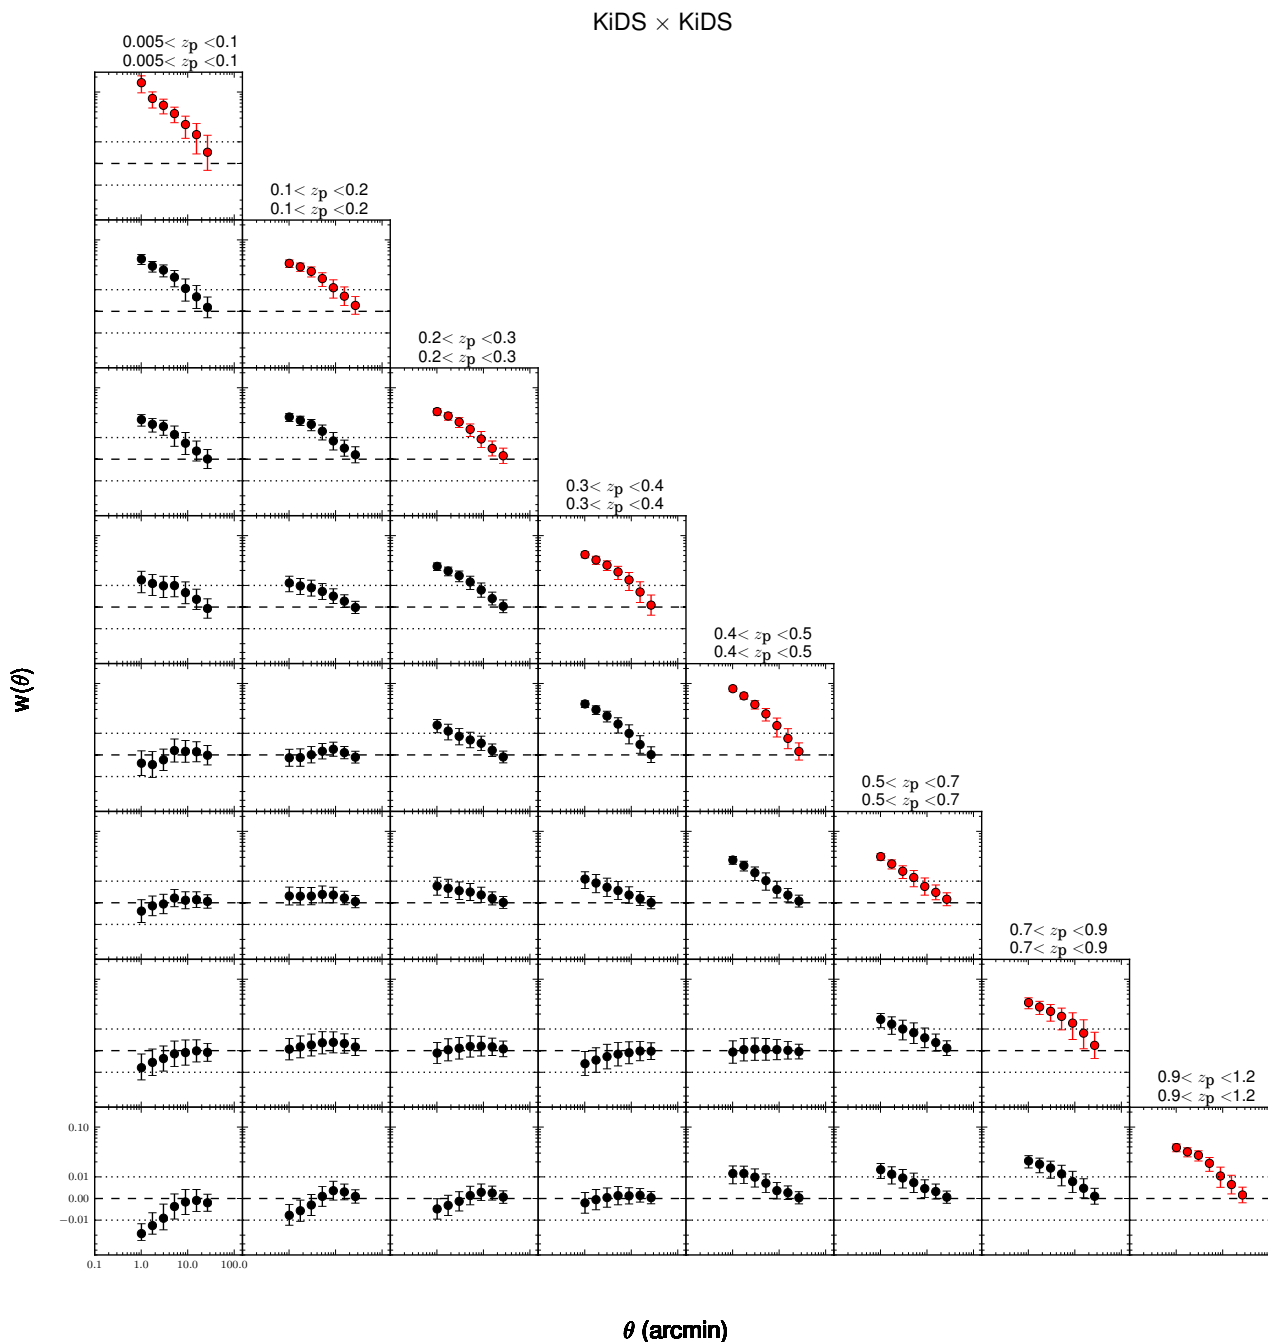 KiDS × KiDS
0.005< zp <0.1
0.005< zp <0.1
0.1< zp <0.2
0.1< zp <0.2
0.2< zp <0.3
0.2< zp <0.3
0.3< zp <0.4
0.3< zp <0.4
0.4< zp <0.5
0.4< zp <0.5
w(θ)
0.5< zp <0.7
0.5< zp <0.7
0.7< zp <0.9
0.7< zp <0.9
0.9< zp <1.2
0.9< zp <1.2
0.10
0.01
0.00
−0.01
0.1 1.0 10.0 100.0
θ (arcmin)